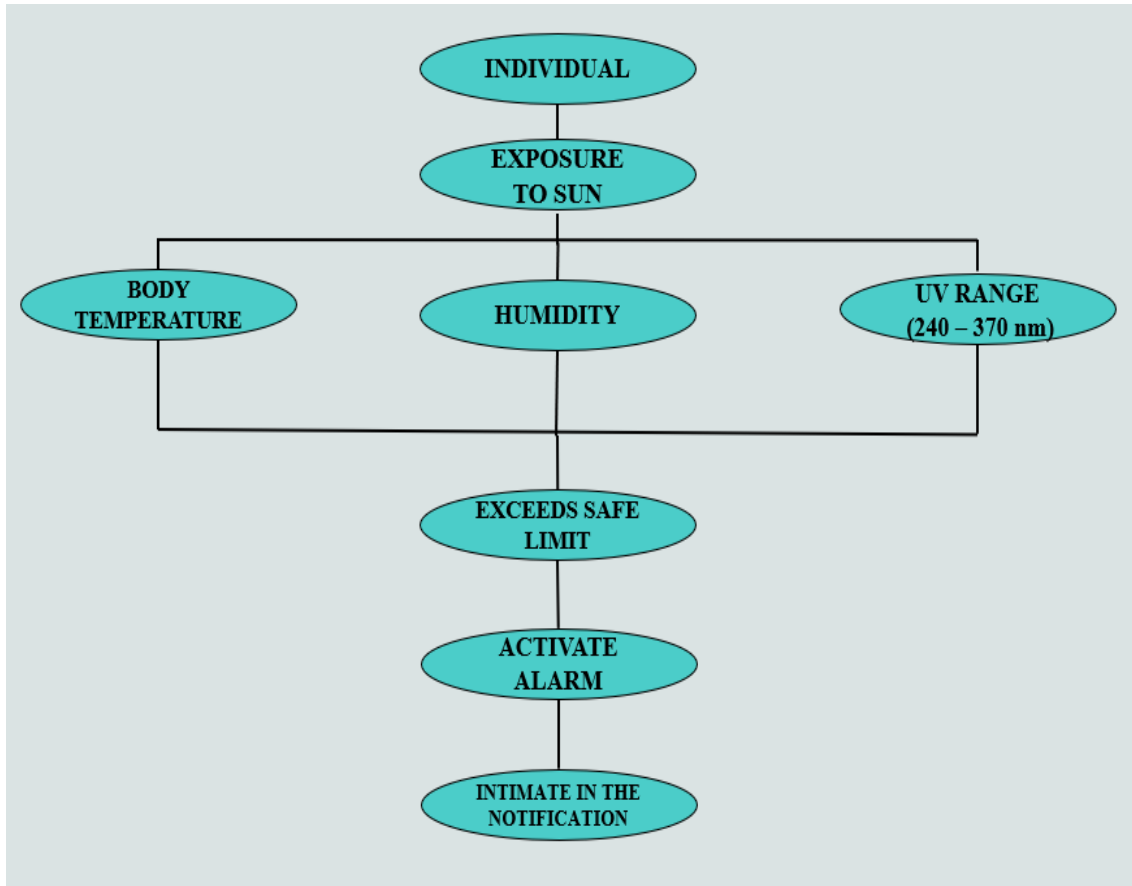 INDIVIDUAL
EXPOSURE
TO SUN
BODY
TEMPERATURE
HUMIDITY
UV RANGE
(240 – 370 nm)
EXCEEDS SAFE
LIMIT
ACTIVATE
ALARM
INTIMATE IN THE
NOTIFICATION